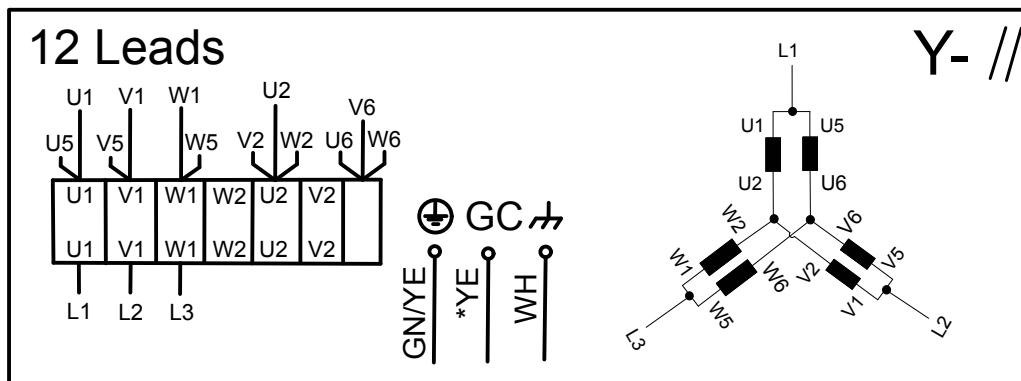 12 Leads
Y- //
U1 V1 W1 U2 V6
U5 V5 W5 V2 W2 U6 W6
U1 V1 W1 W2 U2 V2
U1 V1 W1 W2 U2 V2
L1 L2 L3
GC
GN/YE *YE WH
L1
U1 U5
U2 U6
W2 V6
W1 W6 V2 V5
W5 V1
L3 L2